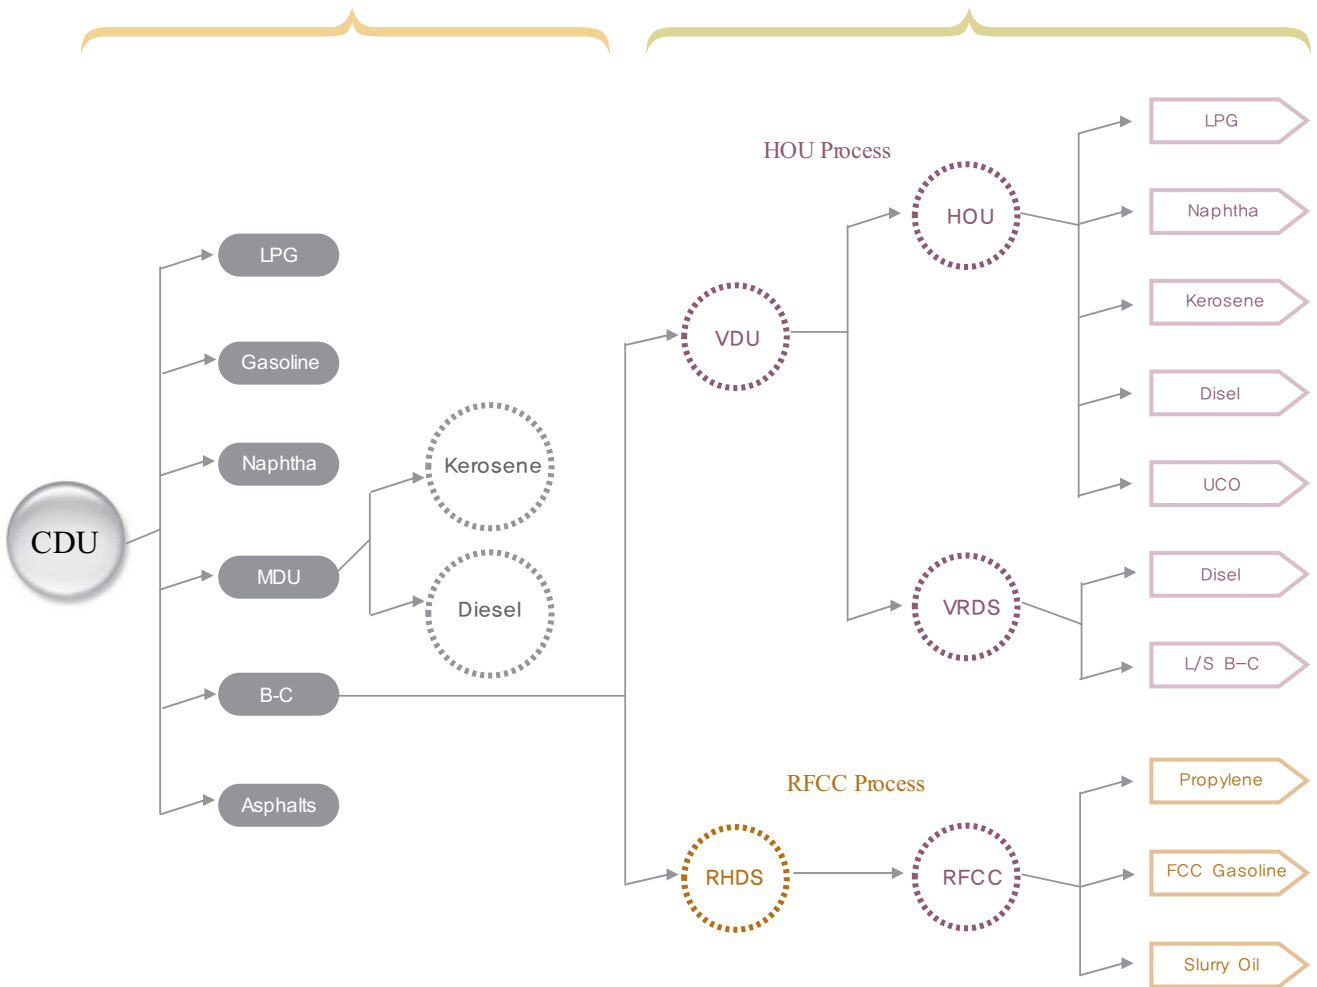 CDU
LPG
Gasoline
Naphtha
MDU
B-C
Asphalts
Kerosene
Diesel
HOU Process
VDU
HOU
VRDS
LPG
Naphtha
Kerosene
Disel
UCO
Disel
L/S B-C
RFCC Process
RHDS
RFCC
Propylene
FCC Gasoline
Slurry Oil